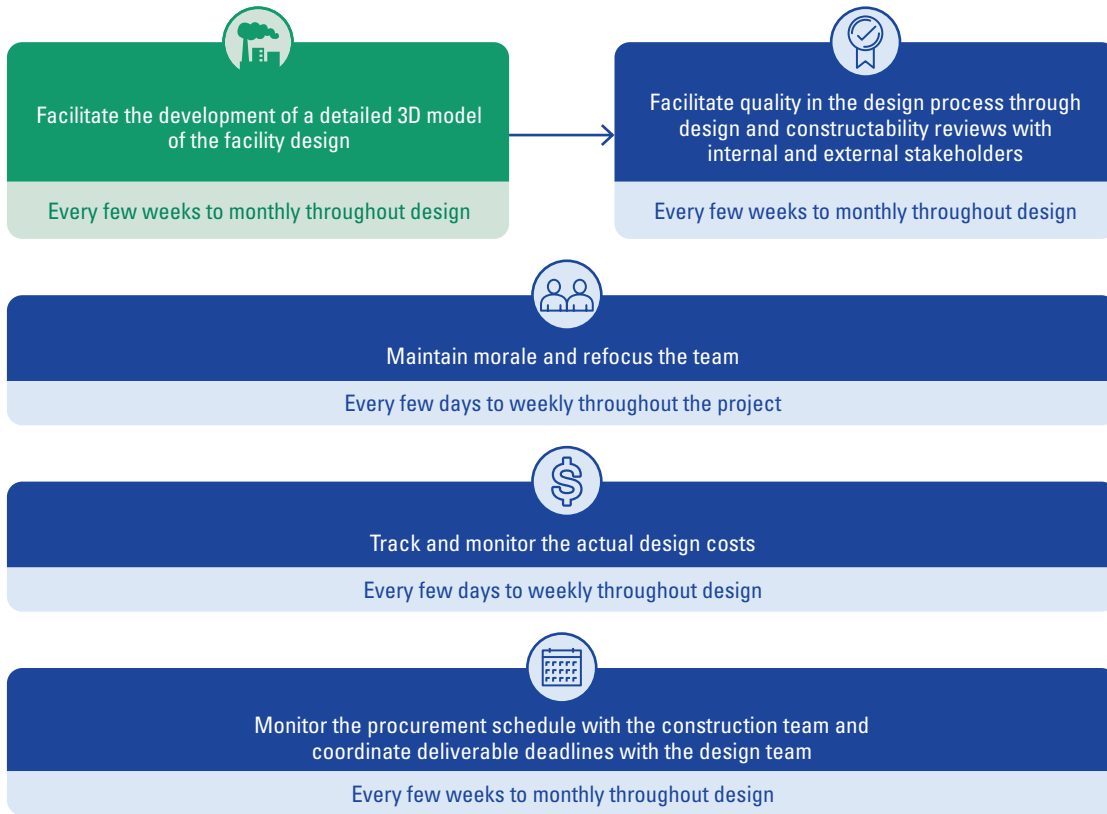 Facilitate the development of a detailed 3D model
of the facility design
Every few weeks to monthly throughout design
Facilitate quality in the design process through
design and constructability reviews with
internal and external stakeholders
Every few weeks to monthly throughout design
Maintain morale and refocus the team
Every few days to weekly throughout the project
$
Track and monitor the actual design costs
Every few days to weekly throughout design
Monitor the procurement schedule with the construction team and
coordinate deliverable deadlines with the design team
Every few weeks to monthly throughout design